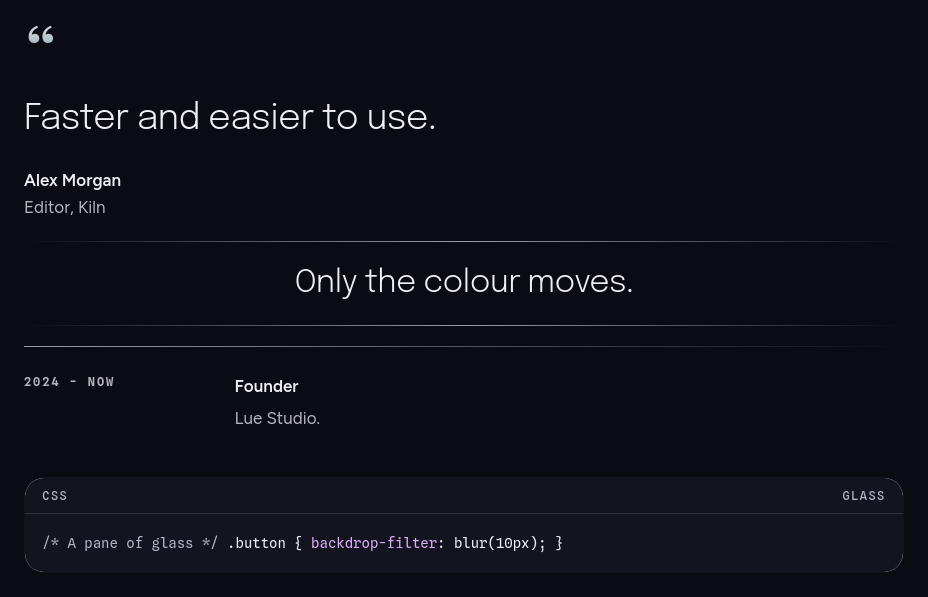 “
Faster and easier to use.
Alex Morgan
Editor, Kiln
Only the colour moves.
2024 – NOW
Founder
Lue Studio.
CSS
GLASS
/* A pane of glass */ .button { backdrop-filter: blur(10px); }